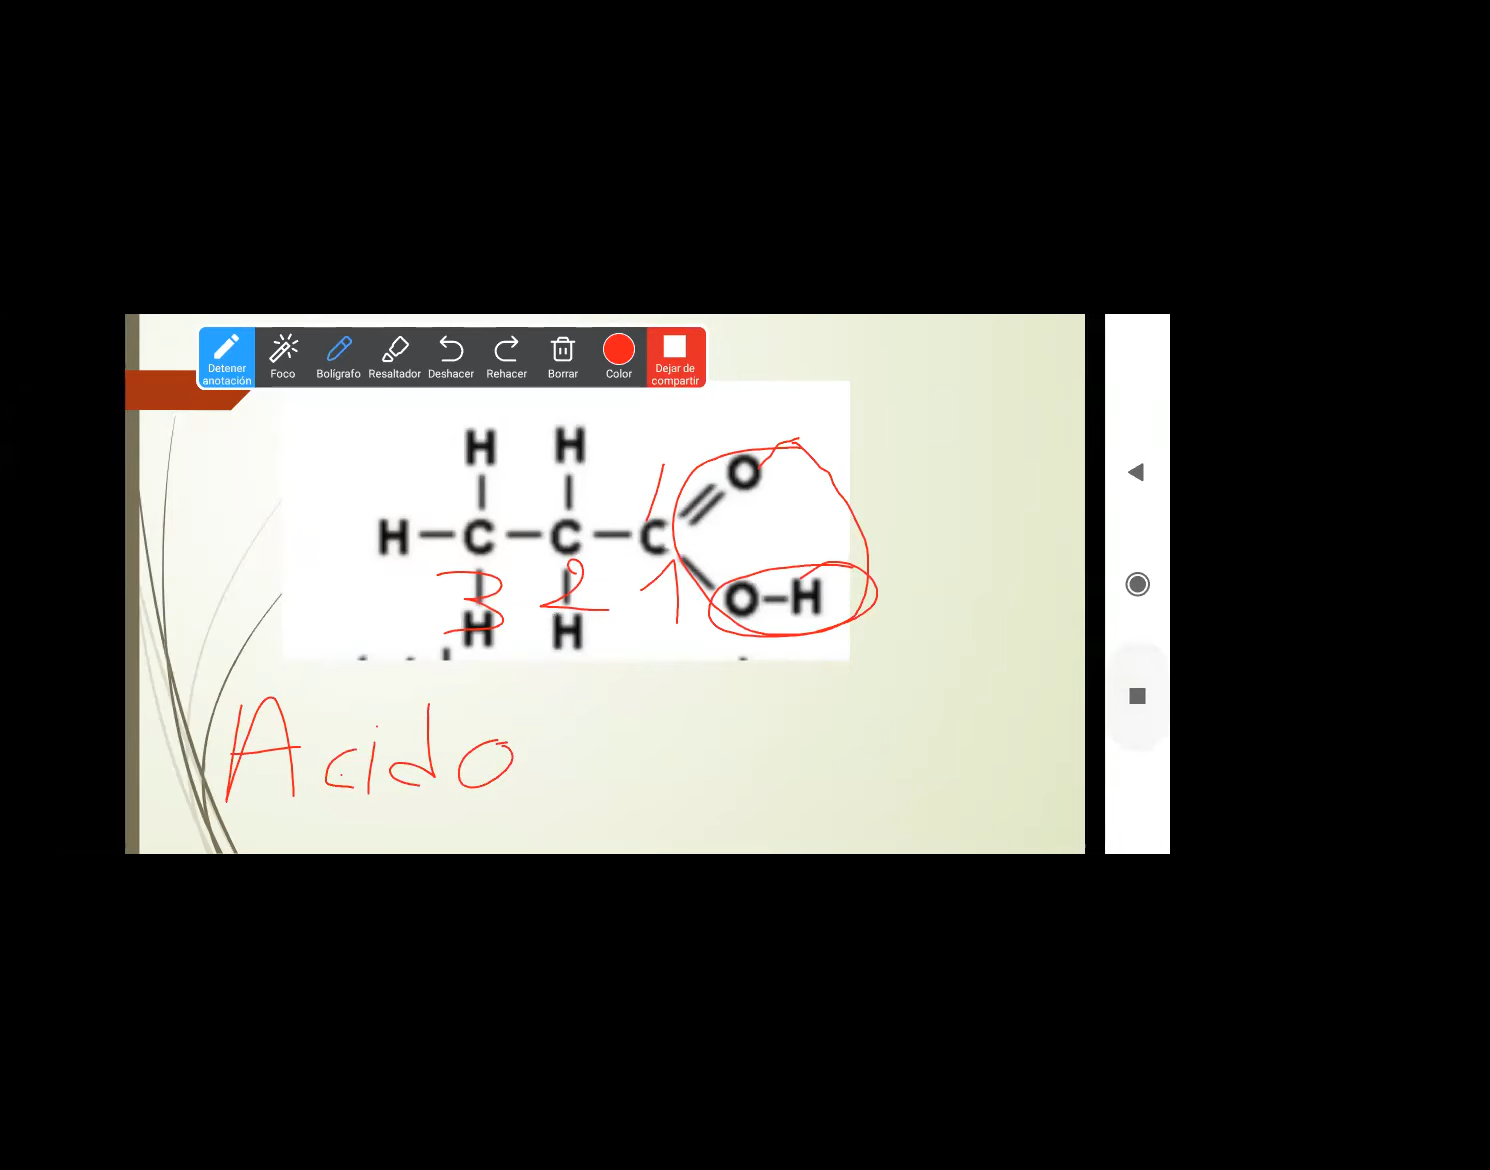 Detener anotación Foco Bolígrafo Resaltador Deshacer Rehacer Borrar Color Dejar de compartir
H H
O
H-C-C-C
3 2 1
O-H
H H
Acido